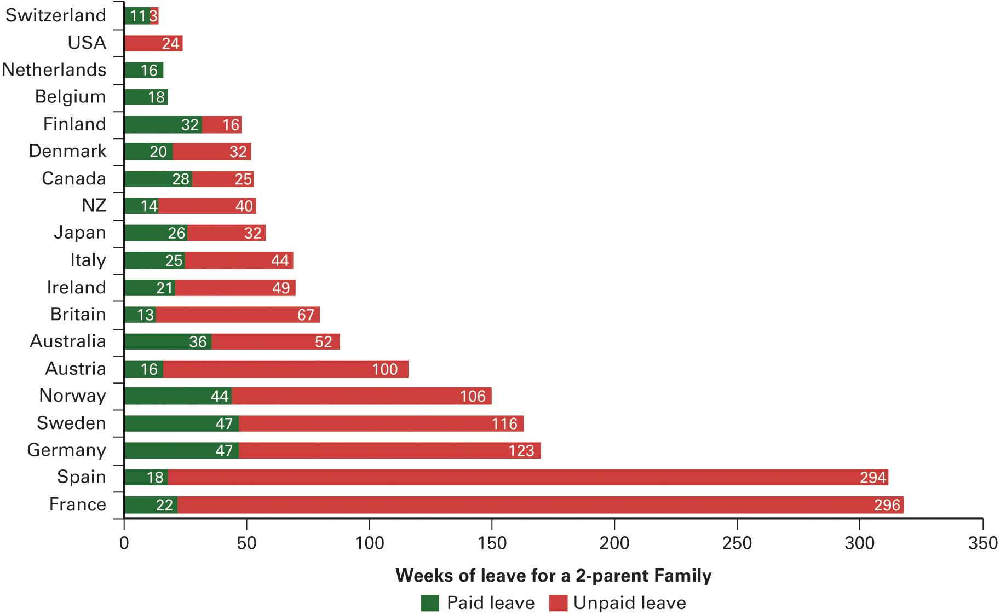 Switzerland 11 3
USA 24
Netherlands 16
Belgium 18
Finland 32 16
Denmark 20 32
Canada 28 25
NZ 14 40
Japan 26 32
Italy 25 44
Ireland 21 49
Britain 13 67
Australia 36 52
Austria 16 100
Norway 44 106
Sweden 47 116
Germany 47 123
Spain 18 294
France 22 296
0 50 100 150 200 250 300 350
Weeks of leave for a 2-parent Family
Paid leave Unpaid leave